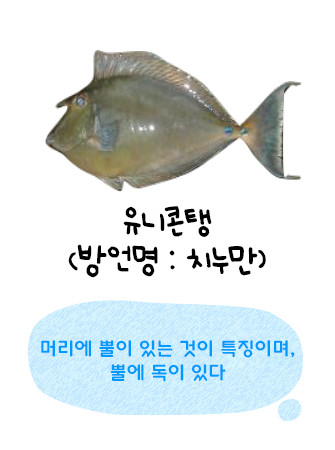 유니콘탱
(방언명 : 치누만)
머리에 뿔이 있는 것이 특징이며,
뿔에 독이 있다